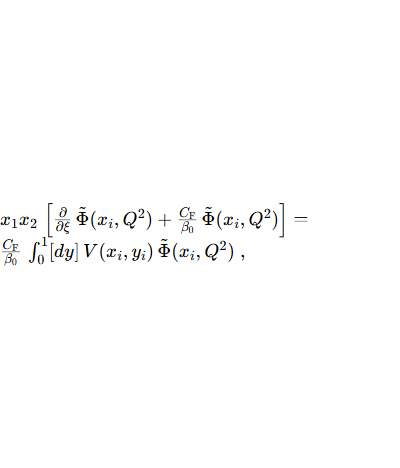 x₁x₂ [ ∂/∂ξ Φ̃(xᵢ, Q²) + C_F/β₀ Φ̃(xᵢ, Q²) ] =
C_F/β₀ ∫₀¹ [dy] V(xᵢ, yᵢ) Φ̃(xᵢ, Q²) ,